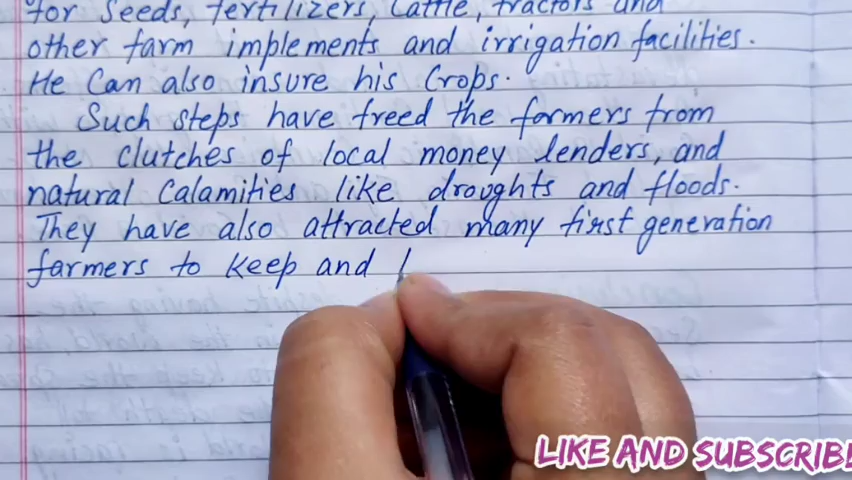 for Seeds, fertilizers, Cattle, tractors and
other farm implements and irrigation facilities.
He Can also insure his Crops.
Such steps have freed the farmers from
the clutches of local money lenders, and
natural Calamities like droughts and floods.
They have also attracted many first generation
farmers to keep and
LIKE AND SUBSCRIBE